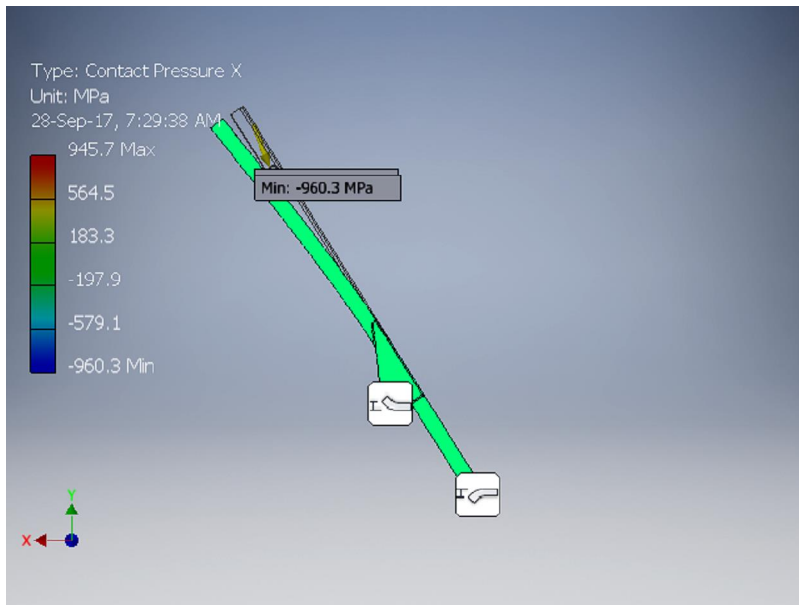 Type: Contact Pressure X
Unit: MPa
28-Sep-17, 7:29:38 AM
945.7 Max
Min: -960.3 MPa
564.5
183.3
-197.9
-579.1
-960.3 Min
Y
X